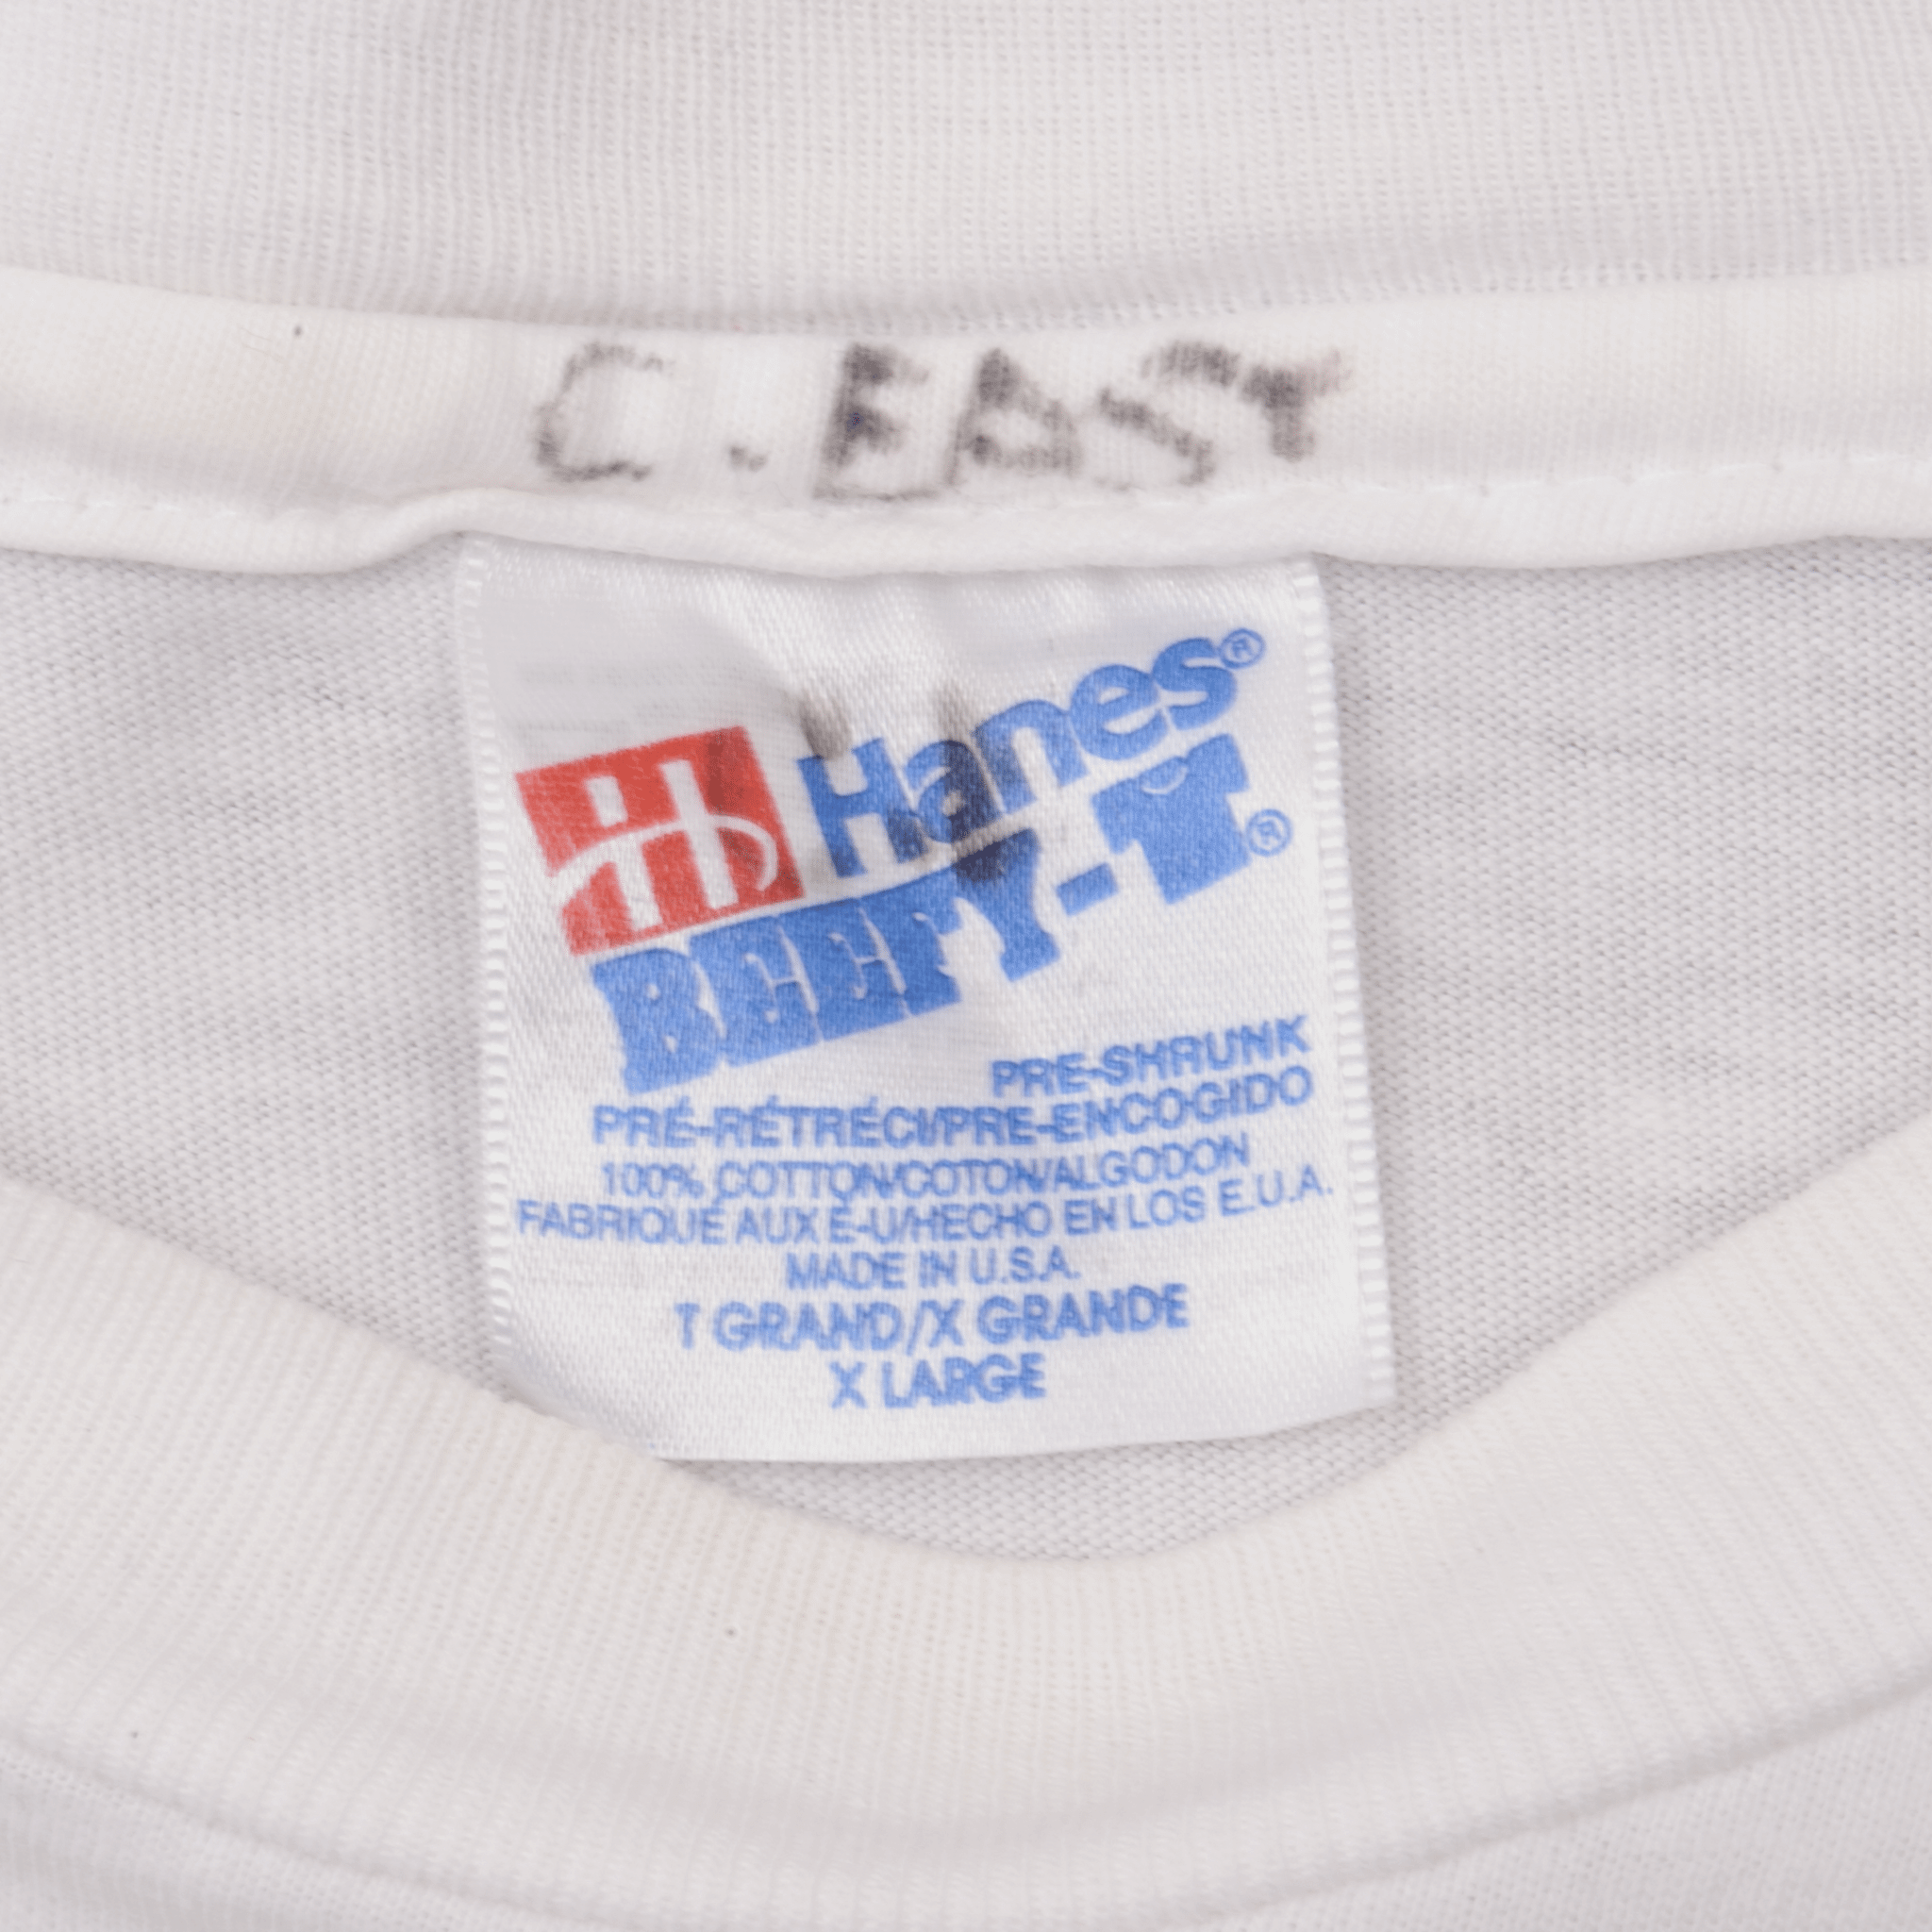 C. EASY
Hanes®
BEEFY-T®
PRE-SHRUNK
PRÉ-RÉTRÉCI/PRE-ENCOGIDO
100% COTTON/COTON/ALGODON
FABRIQUÉ AUX É-U/HECHO EN LOS E.U.A.
MADE IN U.S.A.
T GRAND/X GRANDE
X LARGE